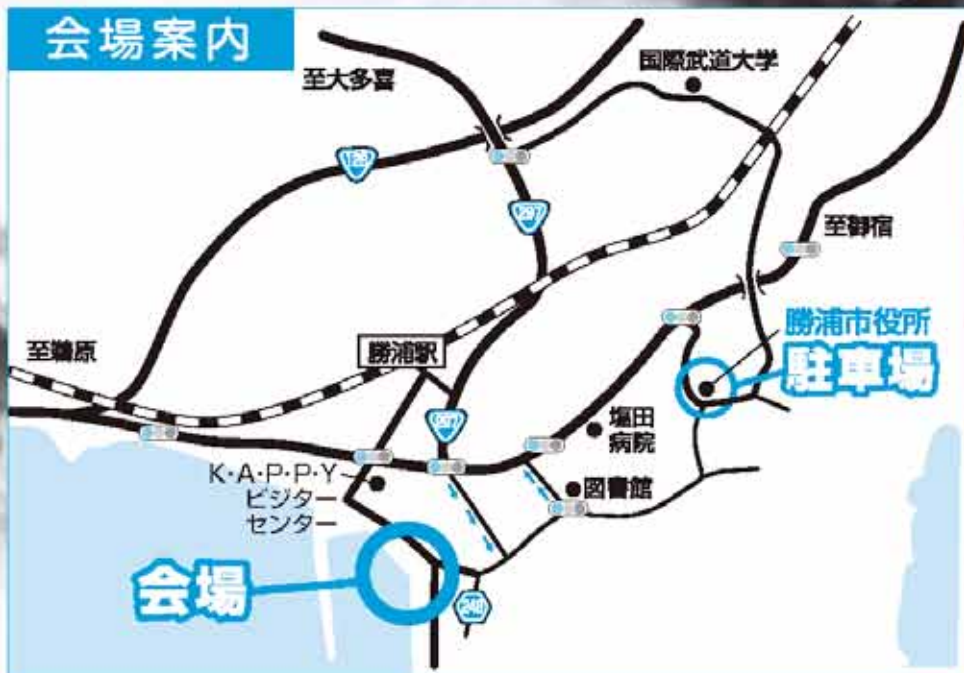 会場案内
至大多喜
国際武道大学
128
297
至御宿
勝浦市役所
駐車場
至鵜原
勝浦駅
297
塩田
病院
K・A・P・P・Y
ビジター
センター
図書館
会場
248